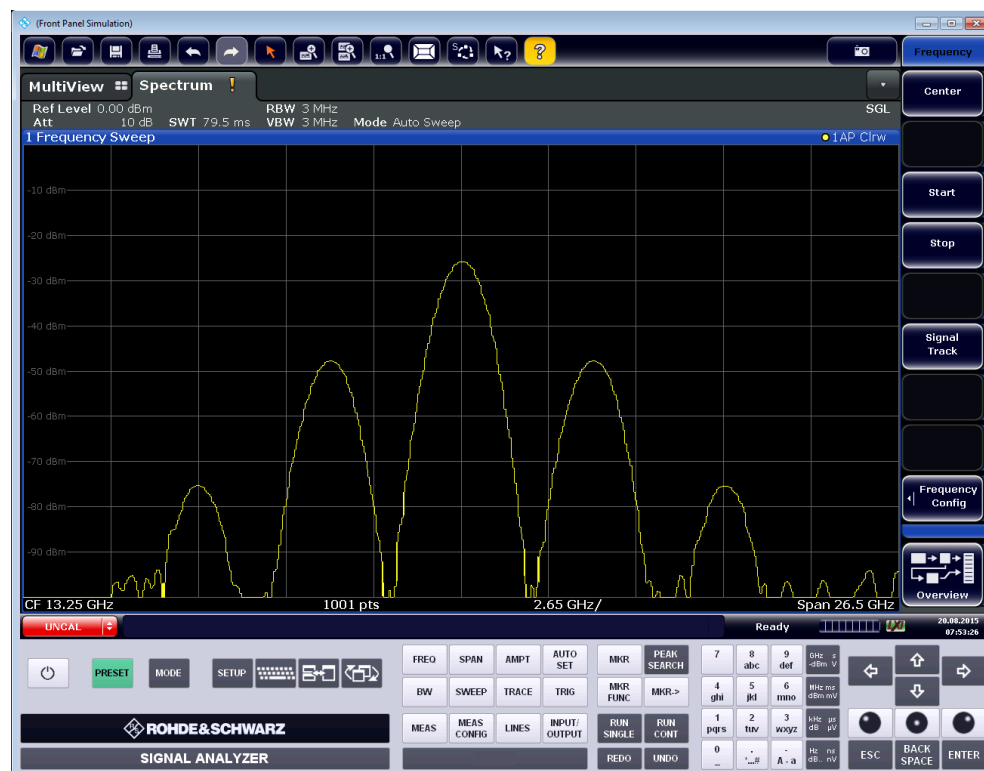 (Front Panel Simulation)
1:1
S
?
?
Frequency
MultiView Spectrum !
Ref Level 0.00 dBm RBW 3 MHz SGL
Att 10 dB SWT 79.5 ms VBW 3 MHz Mode Auto Sweep
1 Frequency Sweep 1AP Clrw
-10 dBm
-20 dBm
-30 dBm
-40 dBm
-50 dBm
-60 dBm
-70 dBm
-80 dBm
-90 dBm
CF 13.25 GHz 1001 pts 2.65 GHz/ Span 26.5 GHz
Center
Start
Stop
Signal
Track
Frequency
Config
Overview
UNCAL Ready 20.08.2015
07:53:26
PRESET MODE SETUP
FREQ SPAN AMPT AUTO SET MKR PEAK SEARCH
BW SWEEP TRACE TRIG MKR FUNC MKR->
MEAS MEAS CONFIG LINES INPUT/ OUTPUT RUN SINGLE RUN CONT
REDO UNDO
7 8 abc 9 def GHz s -dBm V
4 ghi 5 jkl 6 mno MHz ms dBm mV
1 pqrs 2 tuv 3 wxyz kHz µs dB µV
0 _ . '...# - A - a Hz ns dB.. nV
ESC BACK SPACE ENTER
ROHDE&SCHWARZ
SIGNAL ANALYZER